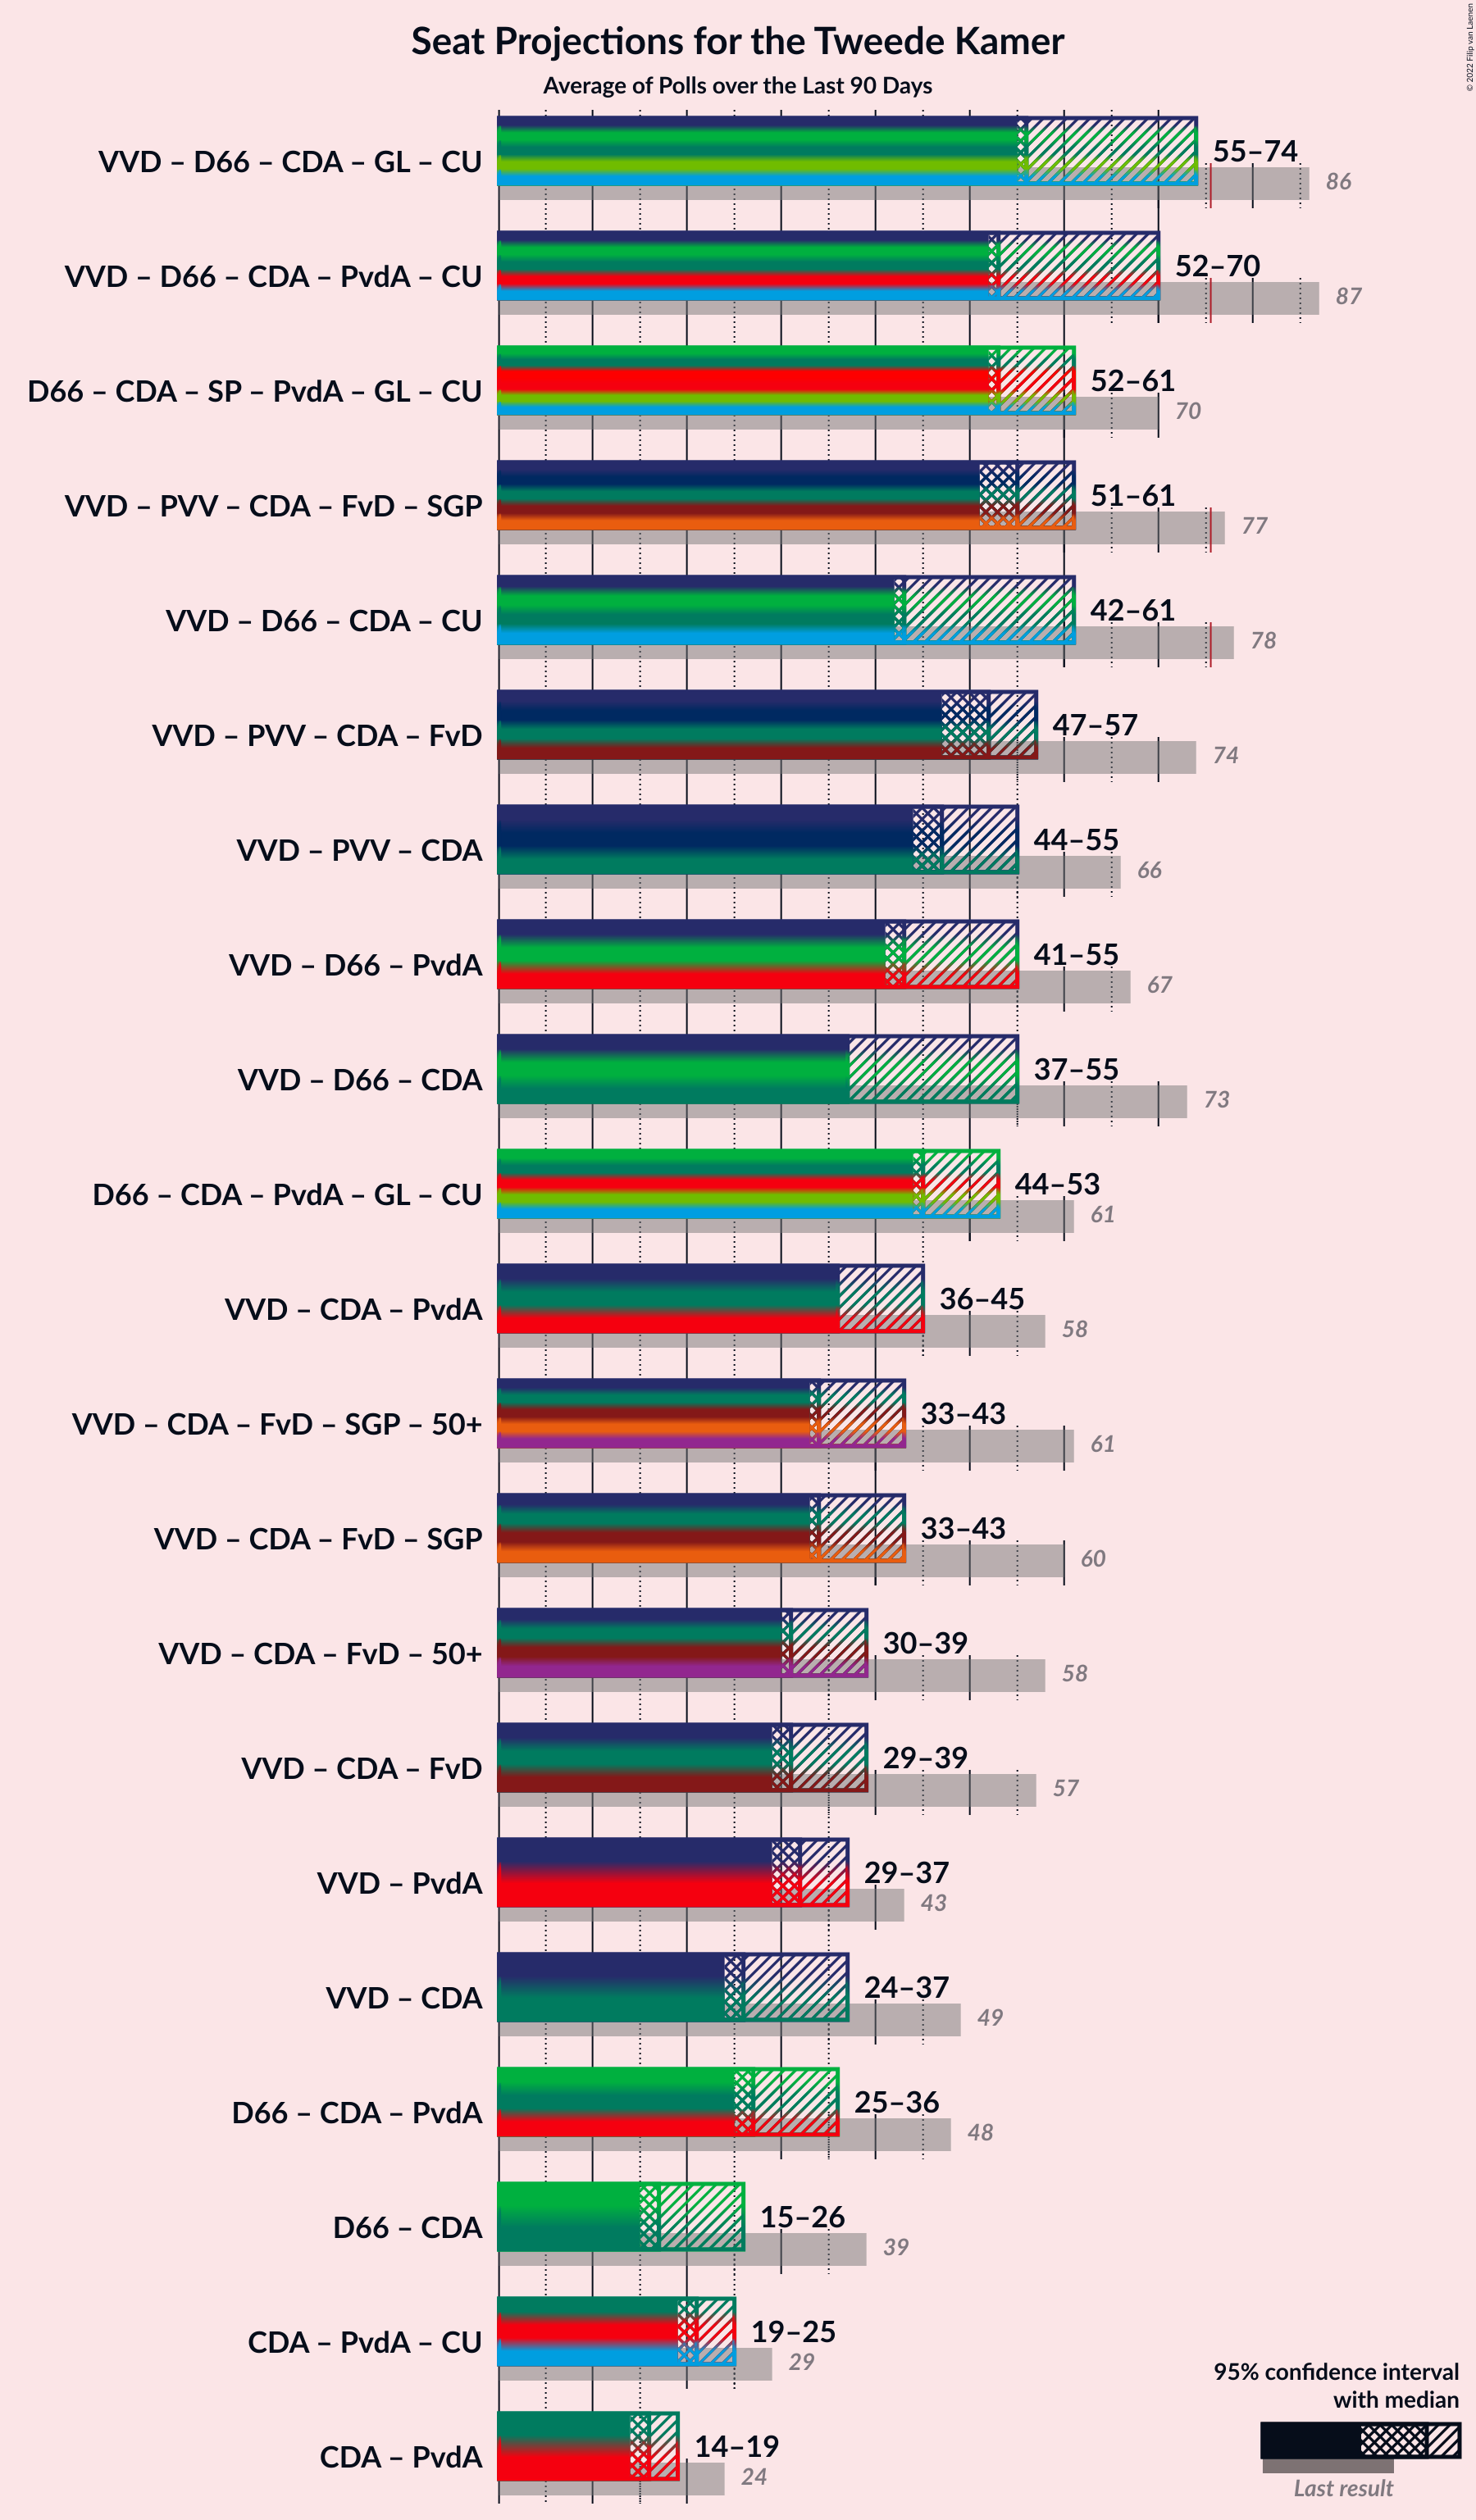 Seat Projections for the Tweede Kamer
Average of Polls over the Last 90 Days
© 2022 Filip van Laenen
VVD – D66 – CDA – GL – CU
55–74
86
VVD – D66 – CDA – PvdA – CU
52–70
87
D66 – CDA – SP – PvdA – GL – CU
52–61
70
VVD – PVV – CDA – FvD – SGP
51–61
77
VVD – D66 – CDA – CU
42–61
78
VVD – PVV – CDA – FvD
47–57
74
VVD – PVV – CDA
44–55
66
VVD – D66 – PvdA
41–55
67
VVD – D66 – CDA
37–55
73
D66 – CDA – PvdA – GL – CU
44–53
61
VVD – CDA – PvdA
36–45
58
VVD – CDA – FvD – SGP – 50+
33–43
61
VVD – CDA – FvD – SGP
33–43
60
VVD – CDA – FvD – 50+
30–39
58
VVD – CDA – FvD
29–39
57
VVD – PvdA
29–37
43
VVD – CDA
24–37
49
D66 – CDA – PvdA
25–36
48
D66 – CDA
15–26
39
CDA – PvdA – CU
19–25
29
CDA – PvdA
14–19
24
95% confidence interval
with median
Last result